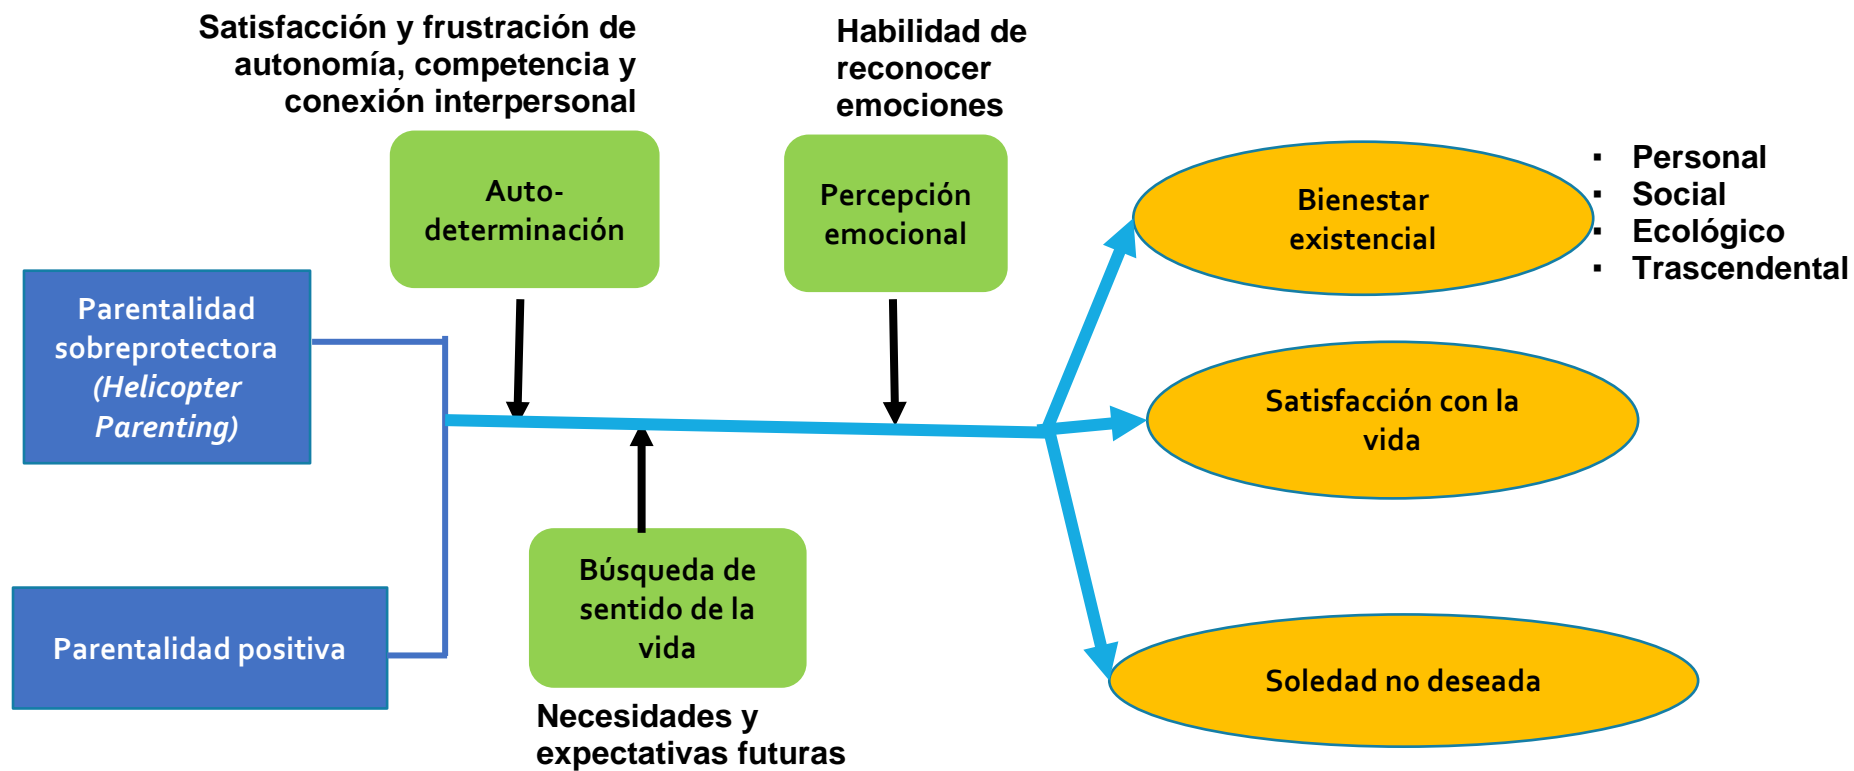 Satisfacción y frustración de
autonomía, competencia y
conexión interpersonal
Habilidad de
reconocer
emociones
Auto-
determinación
Percepción
emocional
Bienestar
existencial
▪ Personal
▪ Social
▪ Ecológico
▪ Trascendental
Parentalidad
sobreprotectora
(Helicopter
Parenting)
Satisfacción con la
vida
Búsqueda de
sentido de la
vida
Parentalidad positiva
Soledad no deseada
Necesidades y
expectativas futuras